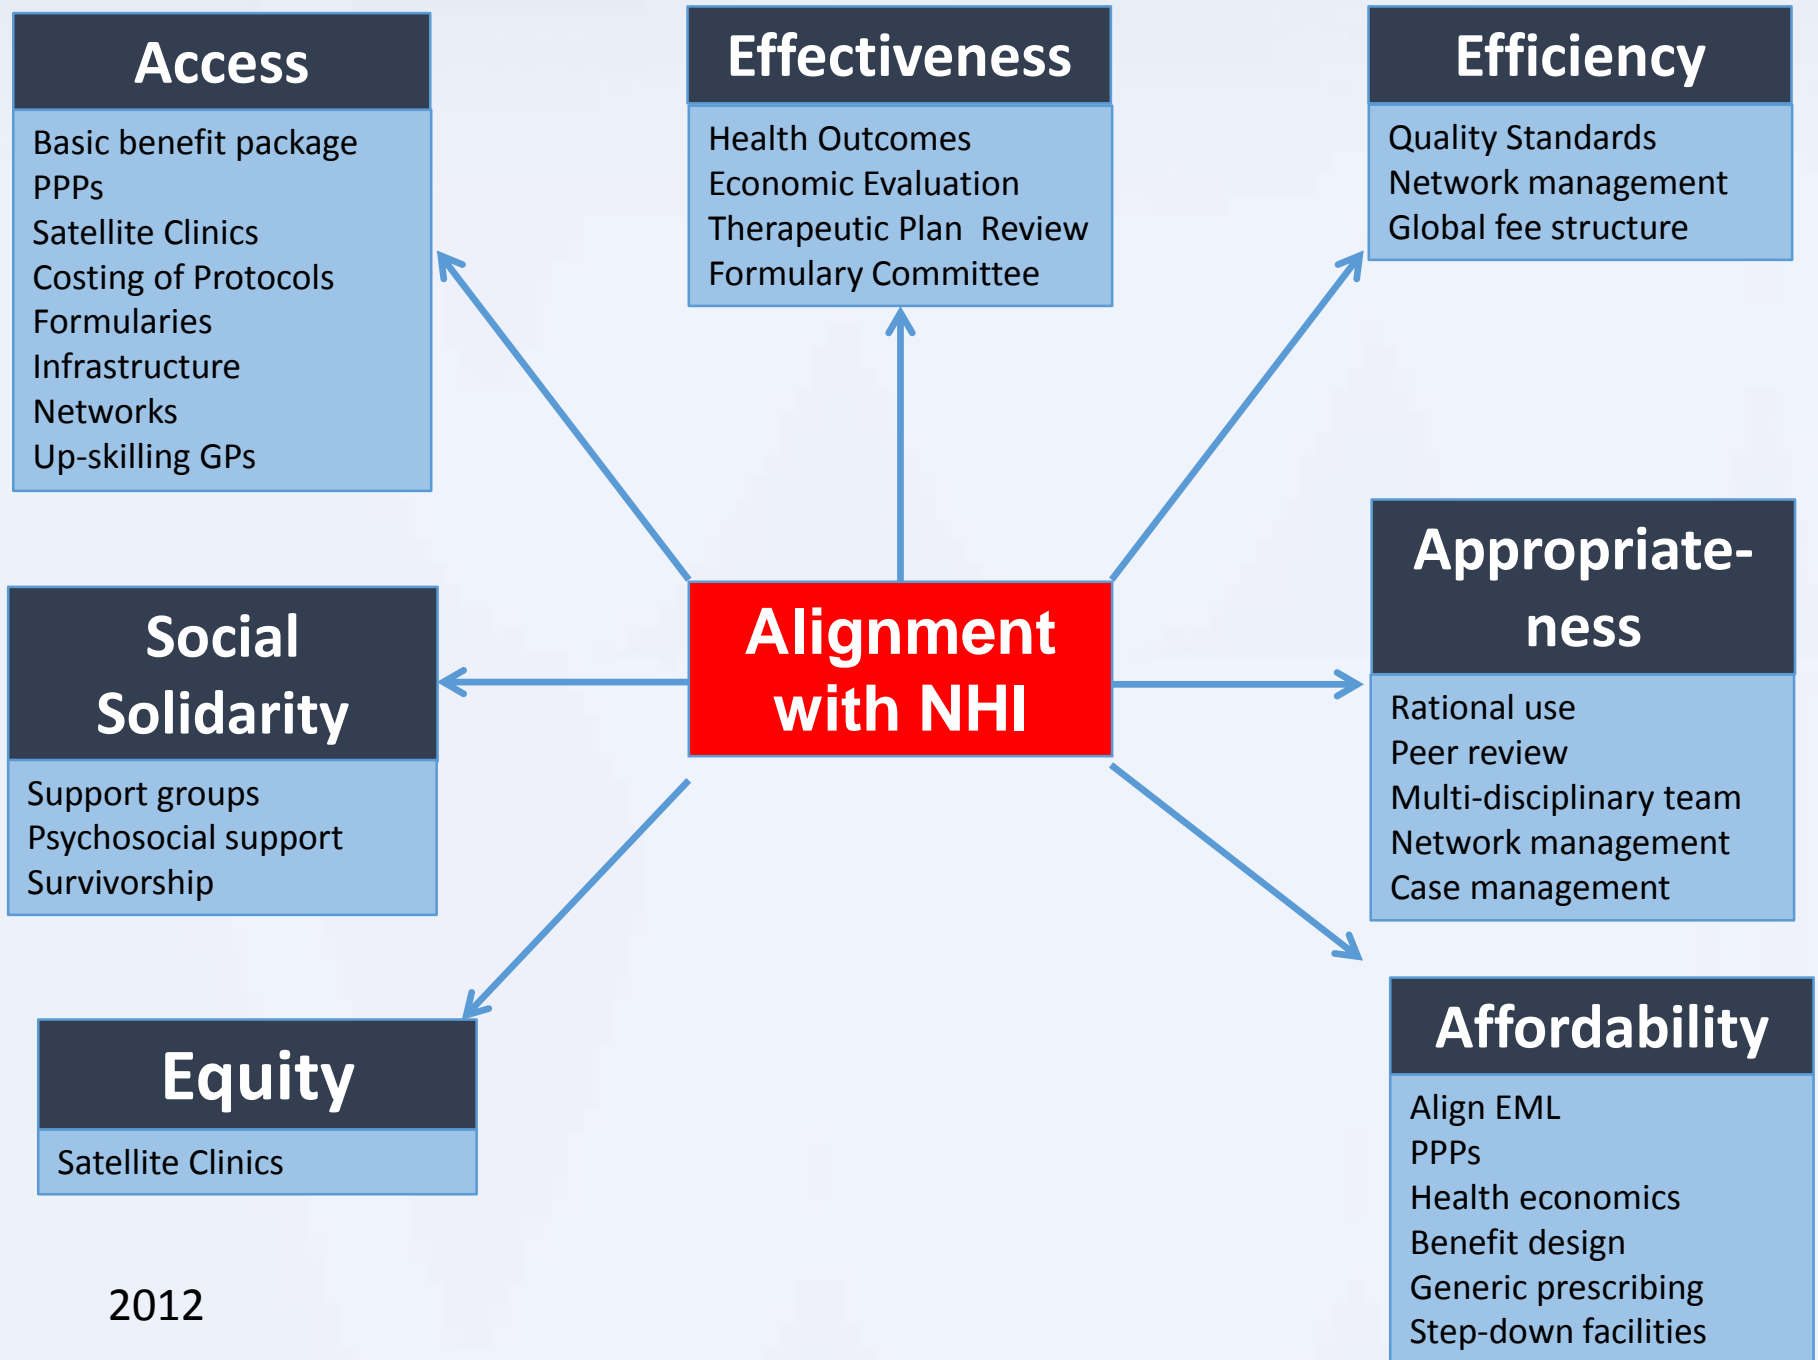 Access
Basic benefit package
PPPs
Satellite Clinics
Costing of Protocols
Formularies
Infrastructure
Networks
Up-skilling GPs
Effectiveness
Health Outcomes
Economic Evaluation
Therapeutic Plan  Review
Formulary Committee
Efficiency
Quality Standards
Network management
Global fee structure
Social
Solidarity
Support groups
Psychosocial support
Survivorship
Alignment
with NHI
Appropriate-
ness
Rational use
Peer review
Multi-disciplinary team
Network management
Case management
Equity
Satellite Clinics
Affordability
Align EML
PPPs
Health economics
Benefit design
Generic prescribing
Step-down facilities
2012